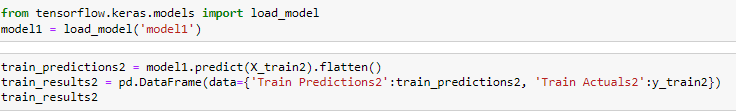 from tensorflow.keras.models import load_model
model1 = load_model('model1')
train_predictions2 = model1.predict(X_train2).flatten()
train_results2 = pd.DataFrame(data={'Train Predictions2':train_predictions2, 'Train Actuals2':y_train2})
train_results2